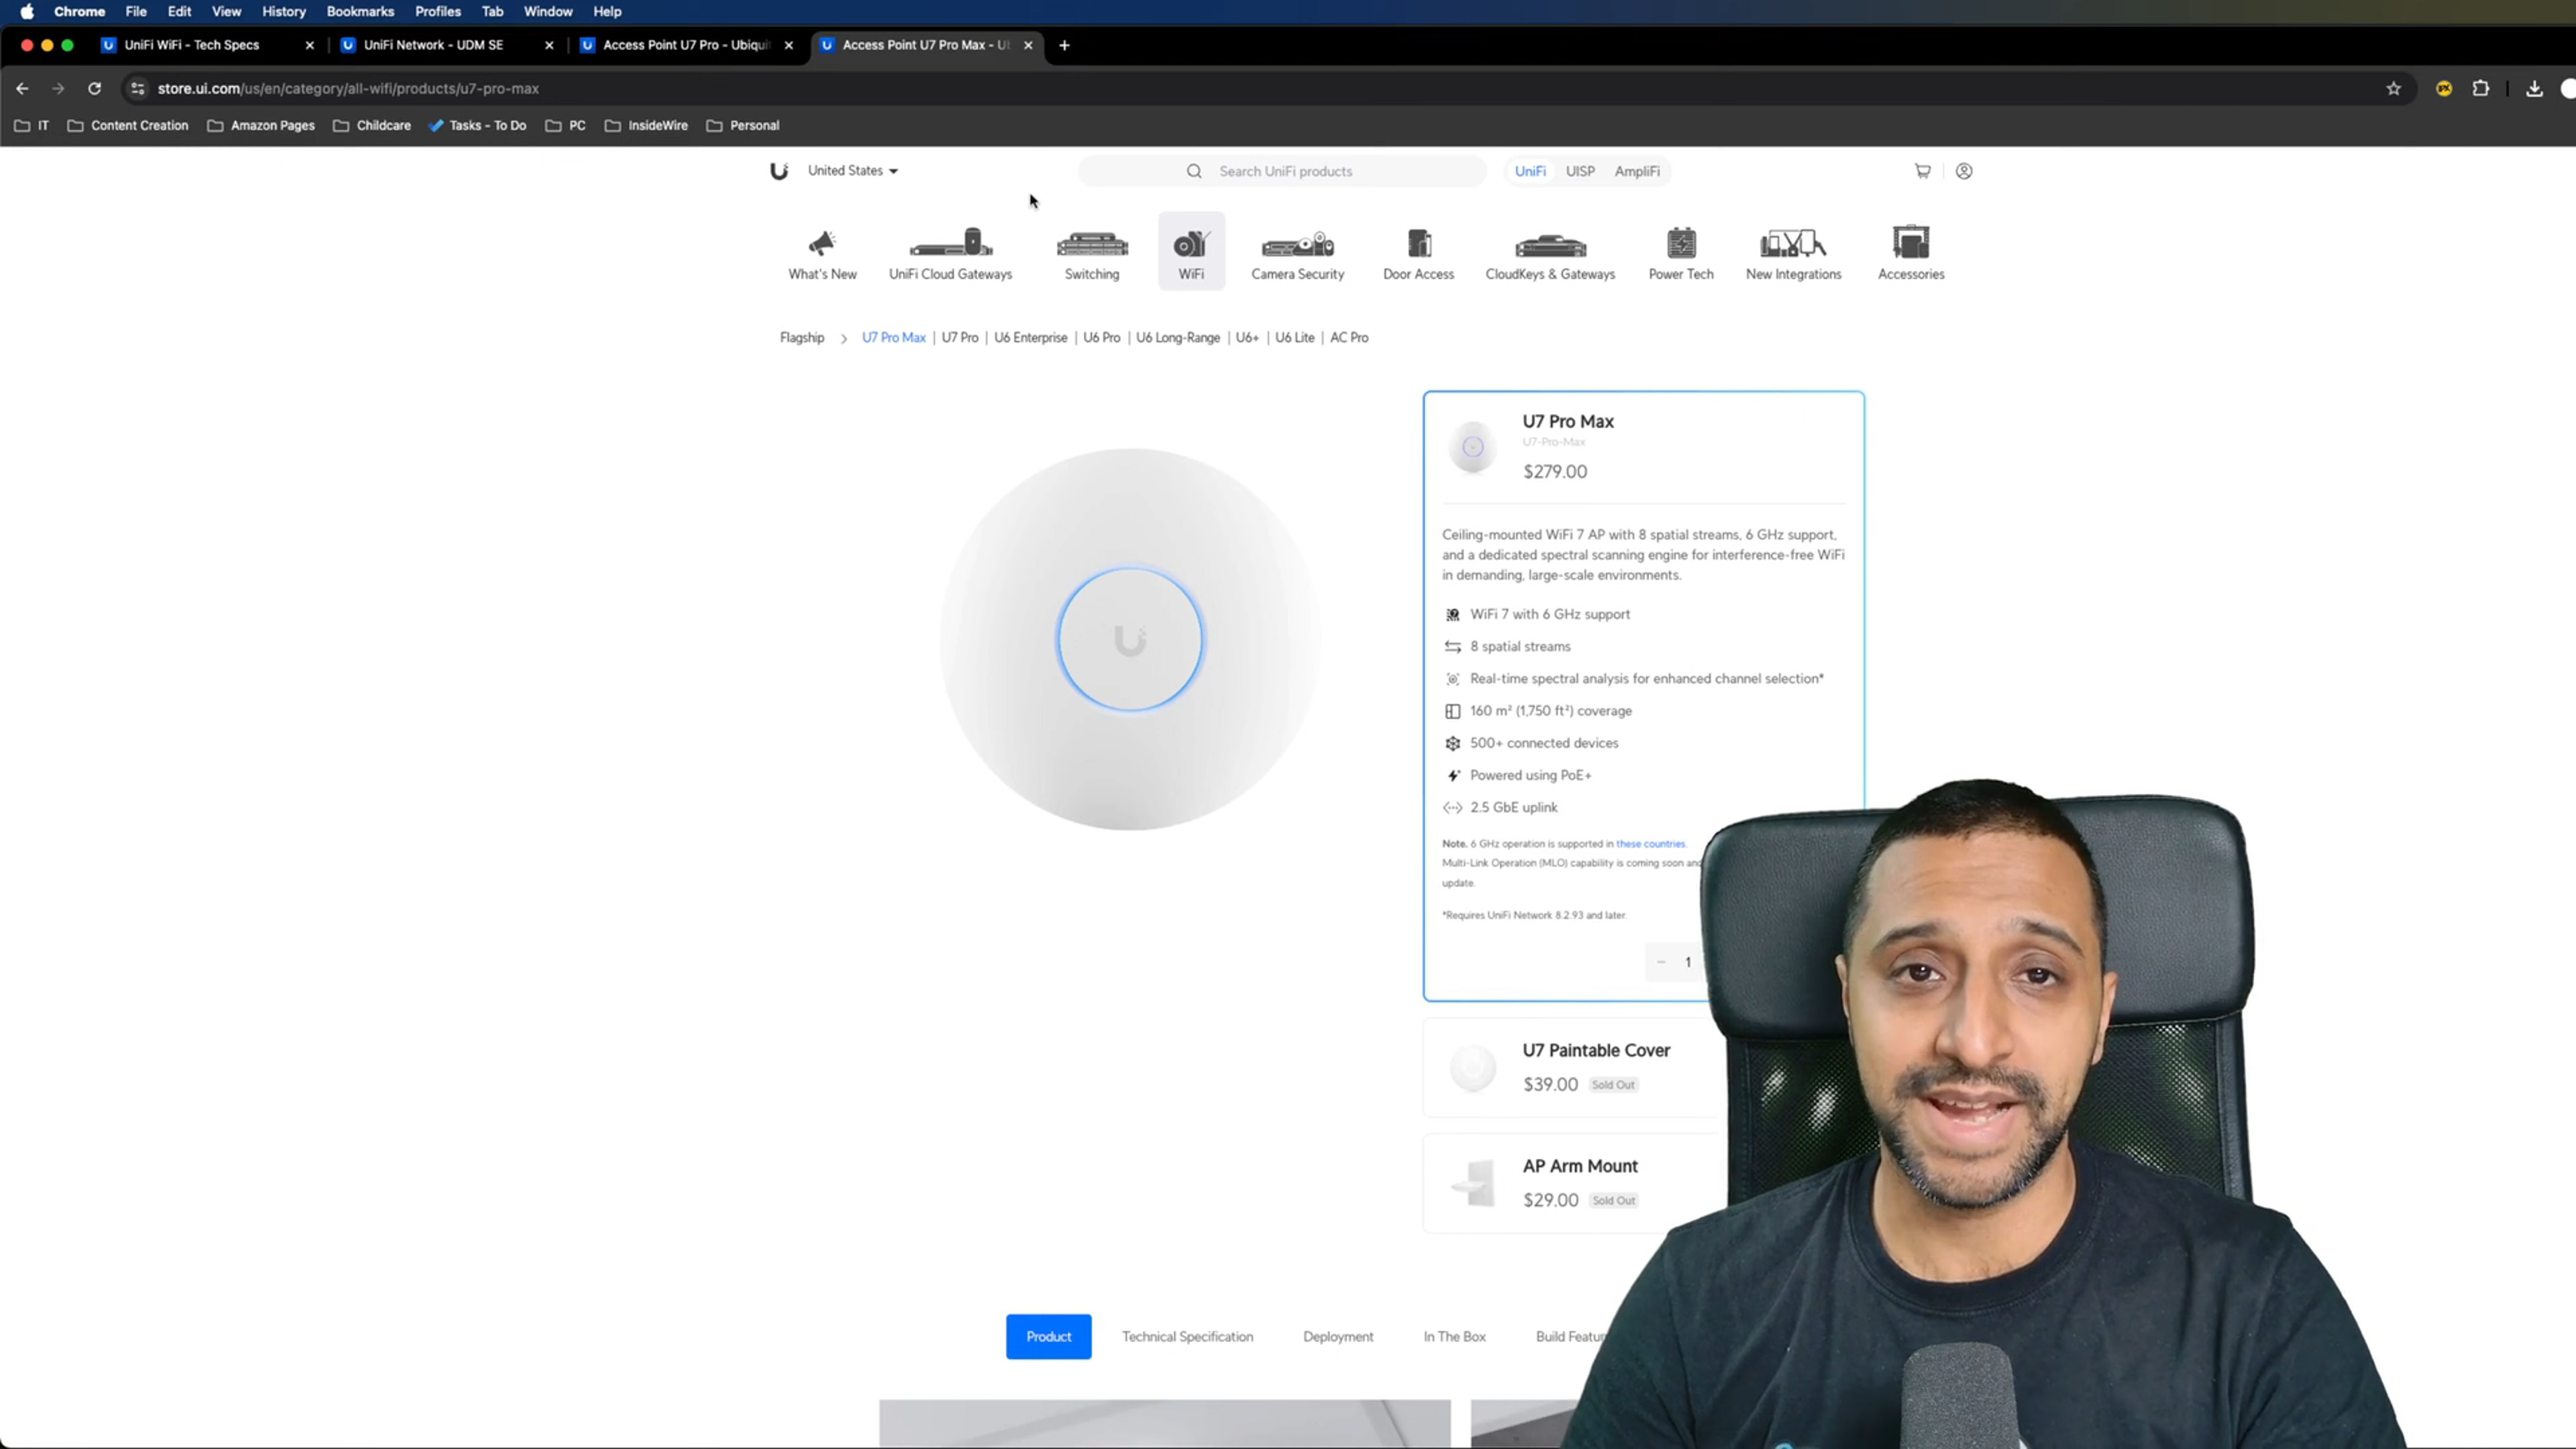 Chrome File Edit View History Bookmarks Profiles Tab Window Help
UniFi WiFi - Tech Specs UniFi Network - UDM SE Access Point U7 Pro - Ubiqui Access Point U7 Pro Max - U
store.ui.com/us/en/category/all-wifi/products/u7-pro-max
IT Content Creation Amazon Pages Childcare Tasks - To Do PC InsideWire Personal
United States Search UniFi products UniFi UISP AmpliFi
What's New UniFi Cloud Gateways Switching WiFi Camera Security Door Access CloudKeys & Gateways Power Tech New Integrations Accessories
Flagship > U7 Pro Max | U7 Pro | U6 Enterprise | U6 Pro | U6 Long-Range | U6+ | U6 Lite | AC Pro
U7 Pro Max
U7-Pro-Max
$279.00
Ceiling-mounted WiFi 7 AP with 8 spatial streams, 6 GHz support,
and a dedicated spectral scanning engine for interference-free WiFi
in demanding, large-scale environments.
WiFi 7 with 6 GHz support
8 spatial streams
Real-time spectral analysis for enhanced channel selection*
160 m² (1,750 ft²) coverage
500+ connected devices
Powered using PoE+
2.5 GbE uplink
Note. 6 GHz operation is supported in these countries.
Multi-Link Operation (MLO) capability is coming soon and
update.
*Requires UniFi Network 8.2.93 and later.
− 1
U7 Paintable Cover
$39.00 Sold Out
AP Arm Mount
$29.00 Sold Out
Product Technical Specification Deployment In The Box Build Featur